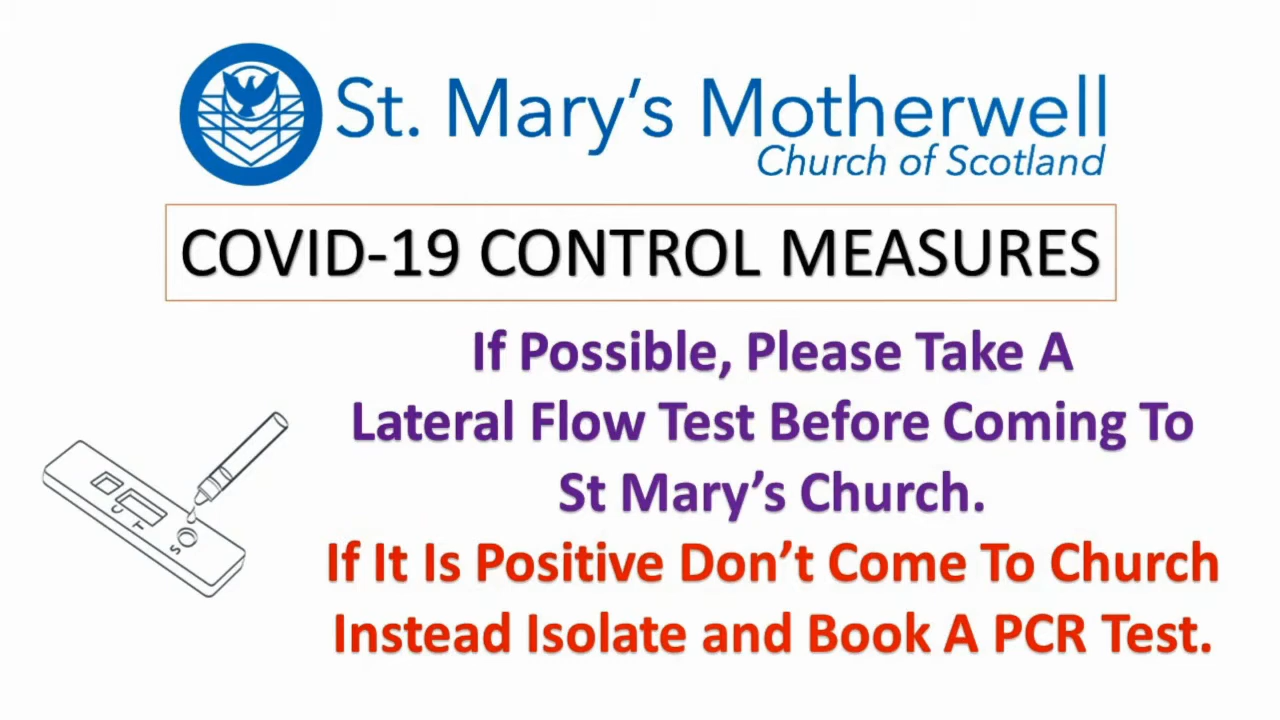 St. Mary's Motherwell
Church of Scotland
COVID-19 CONTROL MEASURES
If Possible, Please Take A
Lateral Flow Test Before Coming To
St Mary's Church.
If It Is Positive Don't Come To Church
Instead Isolate and Book A PCR Test.
C
T
S